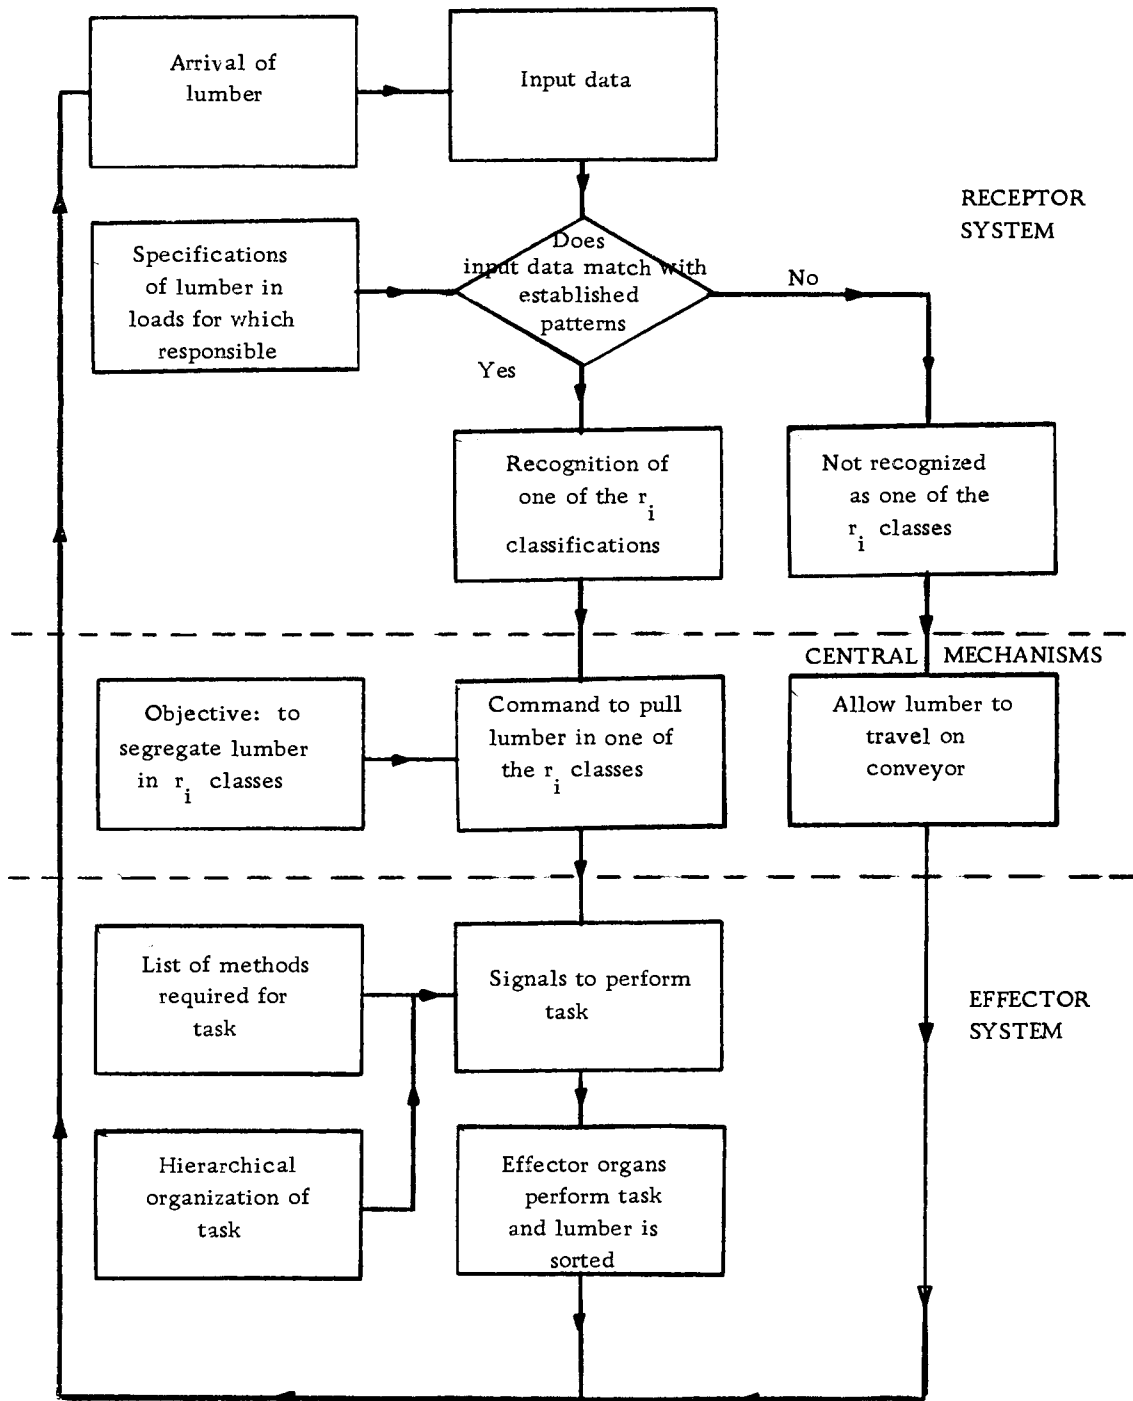 Arrival of
lumber
Input data
RECEPTOR
SYSTEM
Specifications
of lumber in
loads for which
responsible
Does
input data match with
established
patterns
No
Yes
Recognition of
one of the r_i
classifications
Not recognized
as one of the
r_i classes
CENTRAL MECHANISMS
Objective: to
segregate lumber
in r_i classes
Command to pull
lumber in one of
the r_i classes
Allow lumber to
travel on
conveyor
List of methods
required for
task
Signals to perform
task
EFFECTOR
SYSTEM
Hierarchical
organization of
task
Effector organs
perform task
and lumber is
sorted